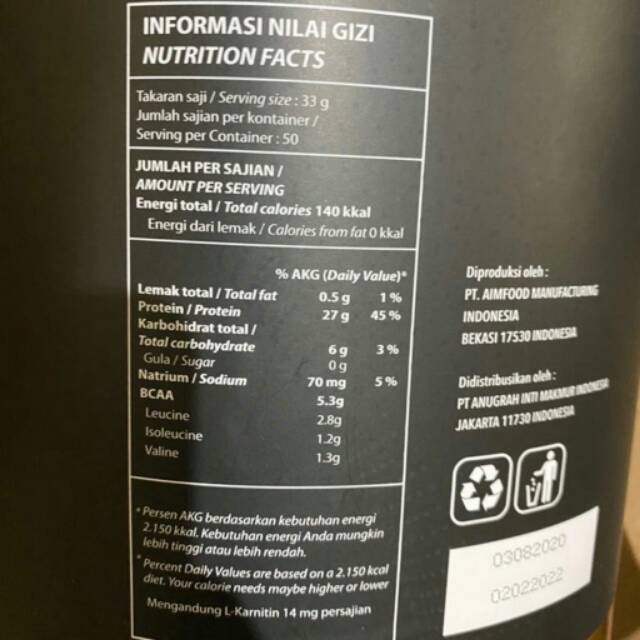 INFORMASI NILAI GIZI
NUTRITION FACTS
Takaran saji / Serving size : 33 g
Jumlah sajian per kontainer /
Serving per Container : 50
JUMLAH PER SAJIAN /
AMOUNT PER SERVING
Energi total / Total calories 140 kkal
Energi dari lemak / Calories from fat 0 kkal
% AKG (Daily Value)*
Lemak total / Total fat 0.5 g 1 %
Protein / Protein 27 g 45 %
Karbohidrat total /
Total carbohydrate 6 g 3 %
Gula / Sugar 0 g
Natrium / Sodium 70 mg 5 %
BCAA 5.3g
Leucine 2.8g
Isoleucine 1.2g
Valine 1.3g
* Persen AKG berdasarkan kebutuhan energi
2.150 kkal. Kebutuhan energi Anda mungkin
lebih tinggi atau lebih rendah.
* Percent Daily Values are based on a 2.150 kcal
diet. Your calorie needs maybe higher or lower
Mengandung L-Karnitin 14 mg persajian
Diproduksi oleh :
PT. AIMFOOD MANUFACTURING
INDONESIA
BEKASI 17530 INDONESIA
Didistribusikan oleh :
PT ANUGRAH INTI MAKMUR INDONESIA
JAKARTA 11730 INDONESIA
03082020
02022022